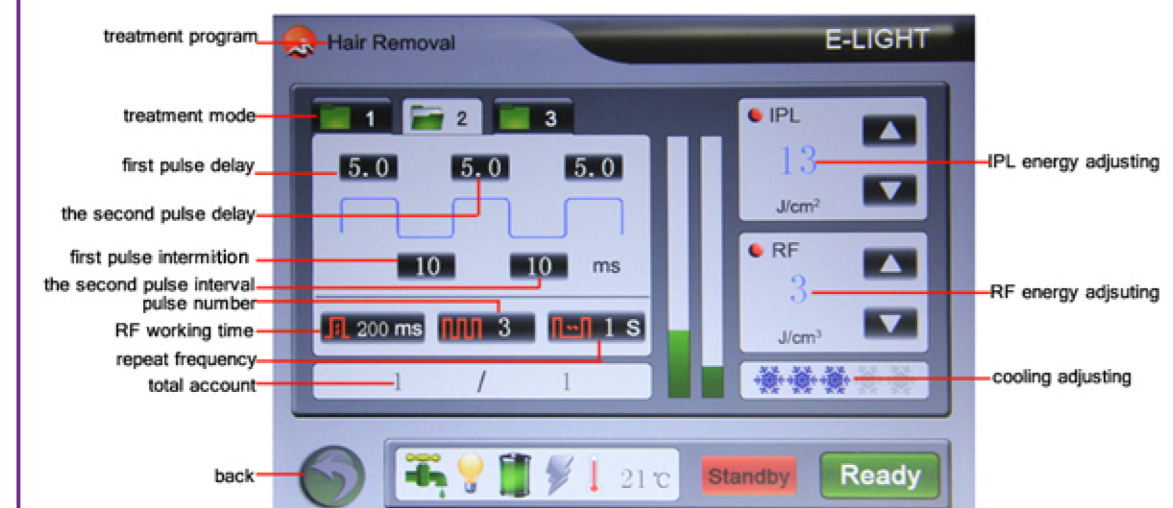 treatment program
Hair Removal
E-LIGHT
treatment mode
1
2
3
IPL
first pulse delay
5.0
5.0
5.0
13
IPL energy adjusting
the second pulse delay
J/cm²
first pulse intermition
10
10
ms
RF
the second pulse interval
pulse number
3
RF energy adjsuting
RF working time
200 ms
3
1 S
J/cm³
repeat frequency
total account
1 / 1
cooling adjusting
back
21℃
Standby
Ready